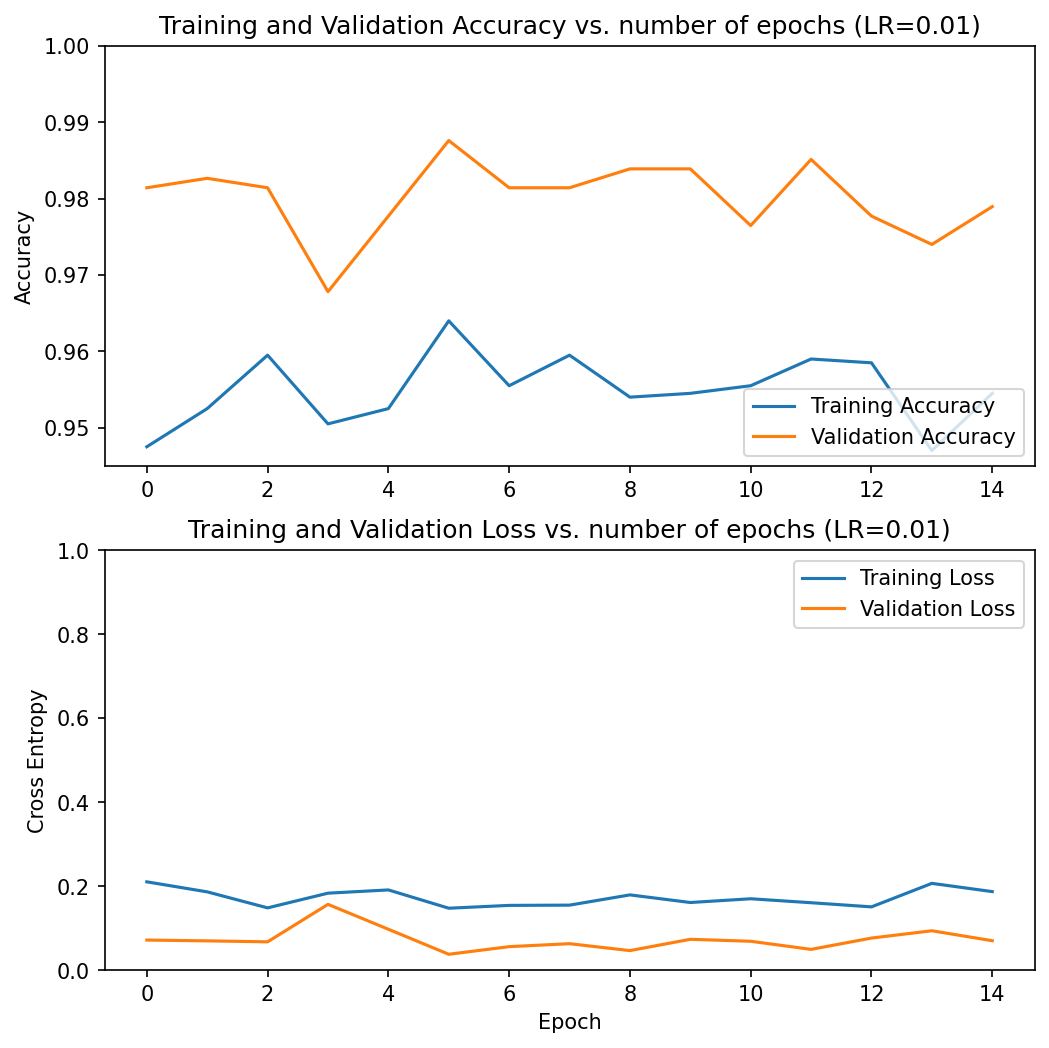 Training and Validation Accuracy vs. number of epochs (LR=0.01)
1.00
0.99
0.98
0.97
0.96
0.95
Accuracy
Training Accuracy
Validation Accuracy
0 2 4 6 8 10 12 14
Training and Validation Loss vs. number of epochs (LR=0.01)
1.0
0.8
0.6
0.4
0.2
0.0
Cross Entropy
Training Loss
Validation Loss
0 2 4 6 8 10 12 14
Epoch